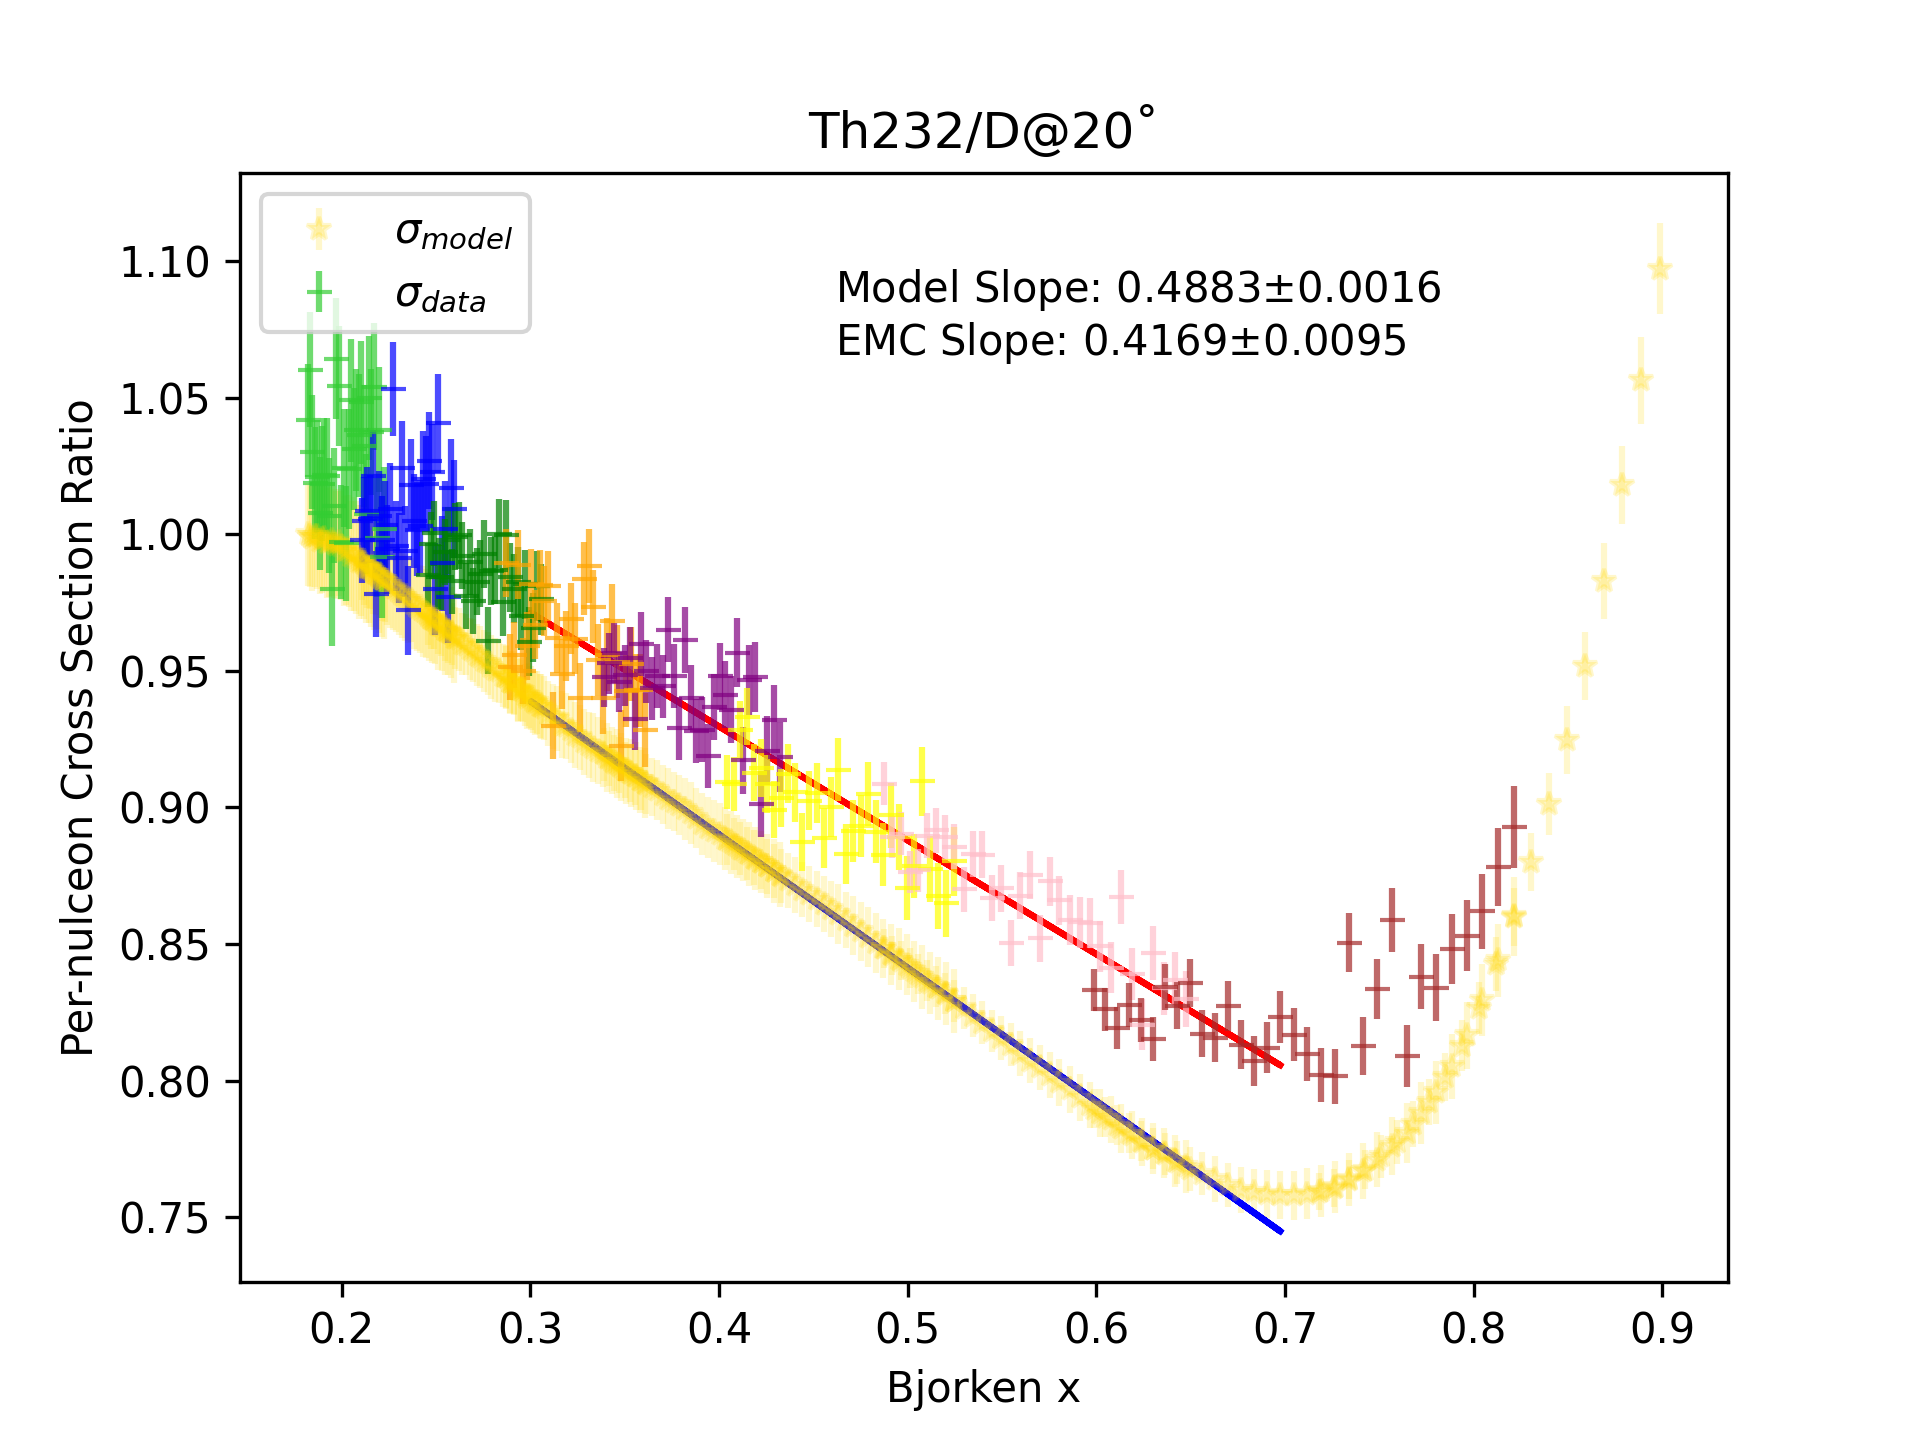 Th232/D@20°
σmodel
σdata
Model Slope: 0.4883±0.0016
EMC Slope: 0.4169±0.0095
Per-nulceon Cross Section Ratio
1.10
1.05
1.00
0.95
0.90
0.85
0.80
0.75
0.2 0.3 0.4 0.5 0.6 0.7 0.8 0.9
Bjorken x